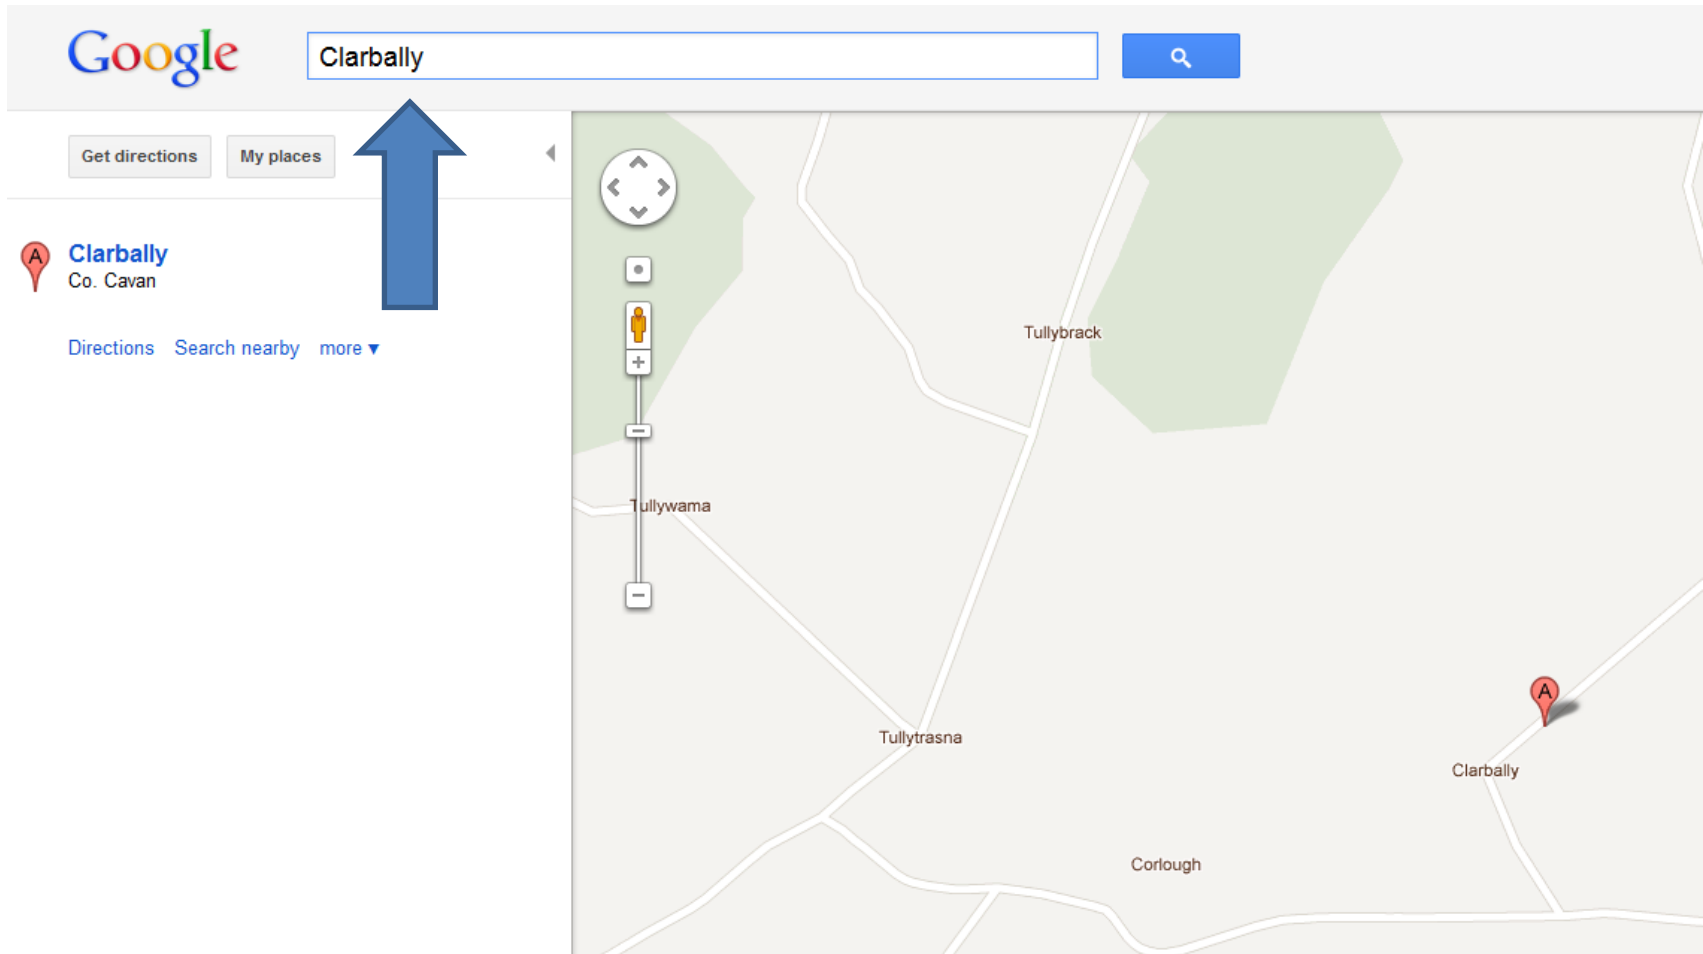 Google
Clarbally
Get directions My places
A Clarbally
Co. Cavan
Directions Search nearby more ▼
Tullybrack
Tullywama
A
Tullytrasna
Clarbally
Corlough